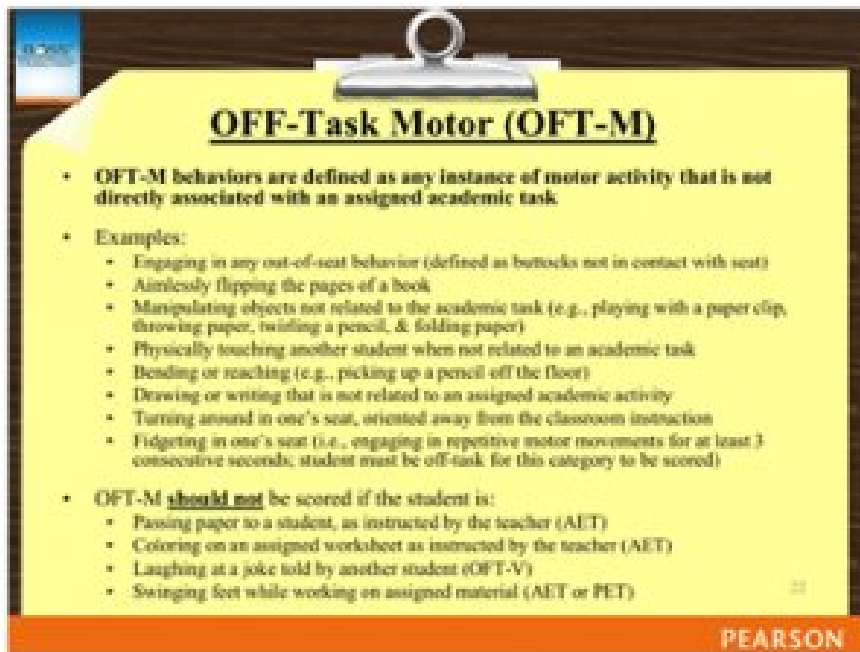 OFF-Task Motor (OFT-M)
• OFT-M behaviors are defined as any instance of motor activity that is not
directly associated with an assigned academic task
• Examples:
• Engaging in any out-of-seat behavior (defined as buttocks not in contact with seat)
• Aimlessly flipping the pages of a book
• Manipulating objects not related to the academic task (e.g., playing with a paper clip,
throwing paper, twirling a pencil, & folding paper)
• Physically touching another student when not related to an academic task
• Bending or reaching (e.g., picking up a pencil off the floor)
• Drawing or writing that is not related to an assigned academic activity
• Turning around in one's seat, oriented away from the classroom instruction
• Fidgeting in one's seat (i.e., engaging in repetitive motor movements for at least 3
consecutive seconds; student must be off-task for this category to be scored)
• OFT-M should not be scored if the student is:
• Passing paper to a student, as instructed by the teacher (AET)
• Coloring on an assigned worksheet as instructed by the teacher (AET)
• Laughing at a joke told by another student (OFT-V)
• Swinging feet while working on assigned material (AET or PET)
PEARSON